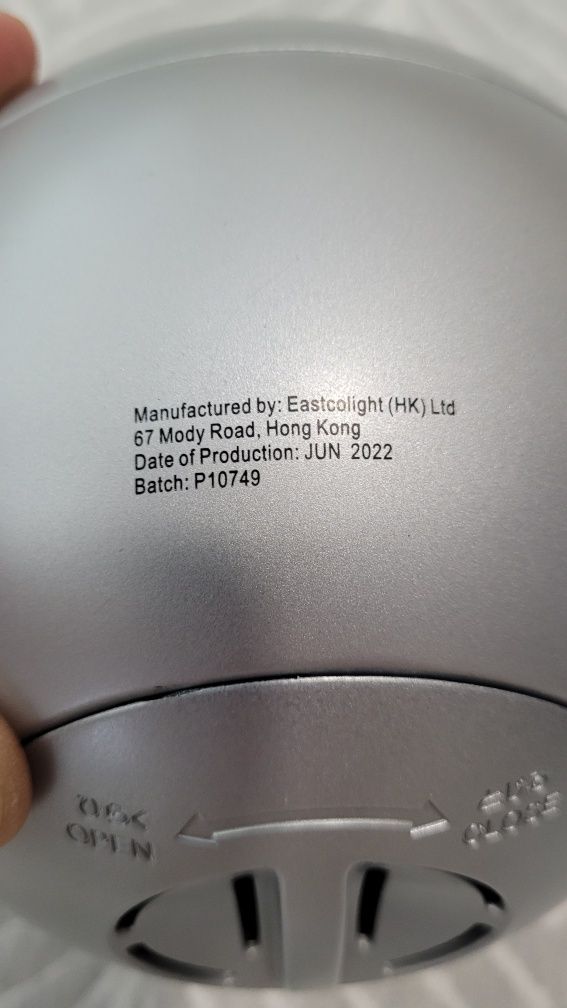 Manufactured by: Eastcolight (HK) Ltd
67 Mody Road, Hong Kong
Date of Production: JUN 2022
Batch: P10749
OPEN
CLOSE